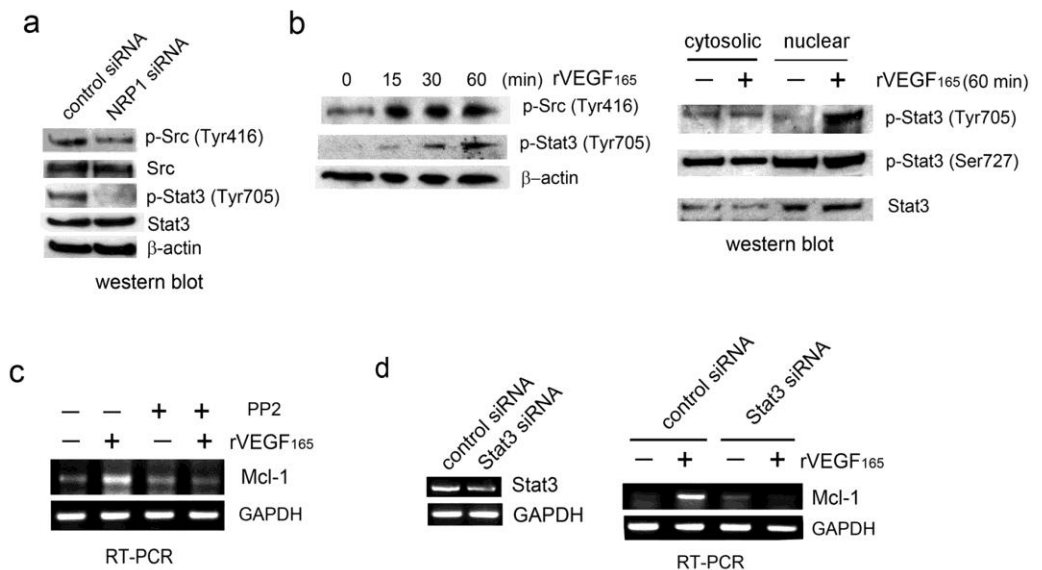 a
control siRNA
NRP1 siRNA
p-Src (Tyr416)
Src
p-Stat3 (Tyr705)
Stat3
β-actin
western blot
b
0 15 30 60 (min) rVEGF165
p-Src (Tyr416)
p-Stat3 (Tyr705)
β-actin
cytosolic nuclear
− + − + rVEGF165 (60 min)
p-Stat3 (Tyr705)
p-Stat3 (Ser727)
Stat3
western blot
c
− − + + PP2
− + − + rVEGF165
Mcl-1
GAPDH
RT-PCR
d
control siRNA
Stat3 siRNA
Stat3
GAPDH
control siRNA
Stat3 siRNA
− + − + rVEGF165
Mcl-1
GAPDH
RT-PCR